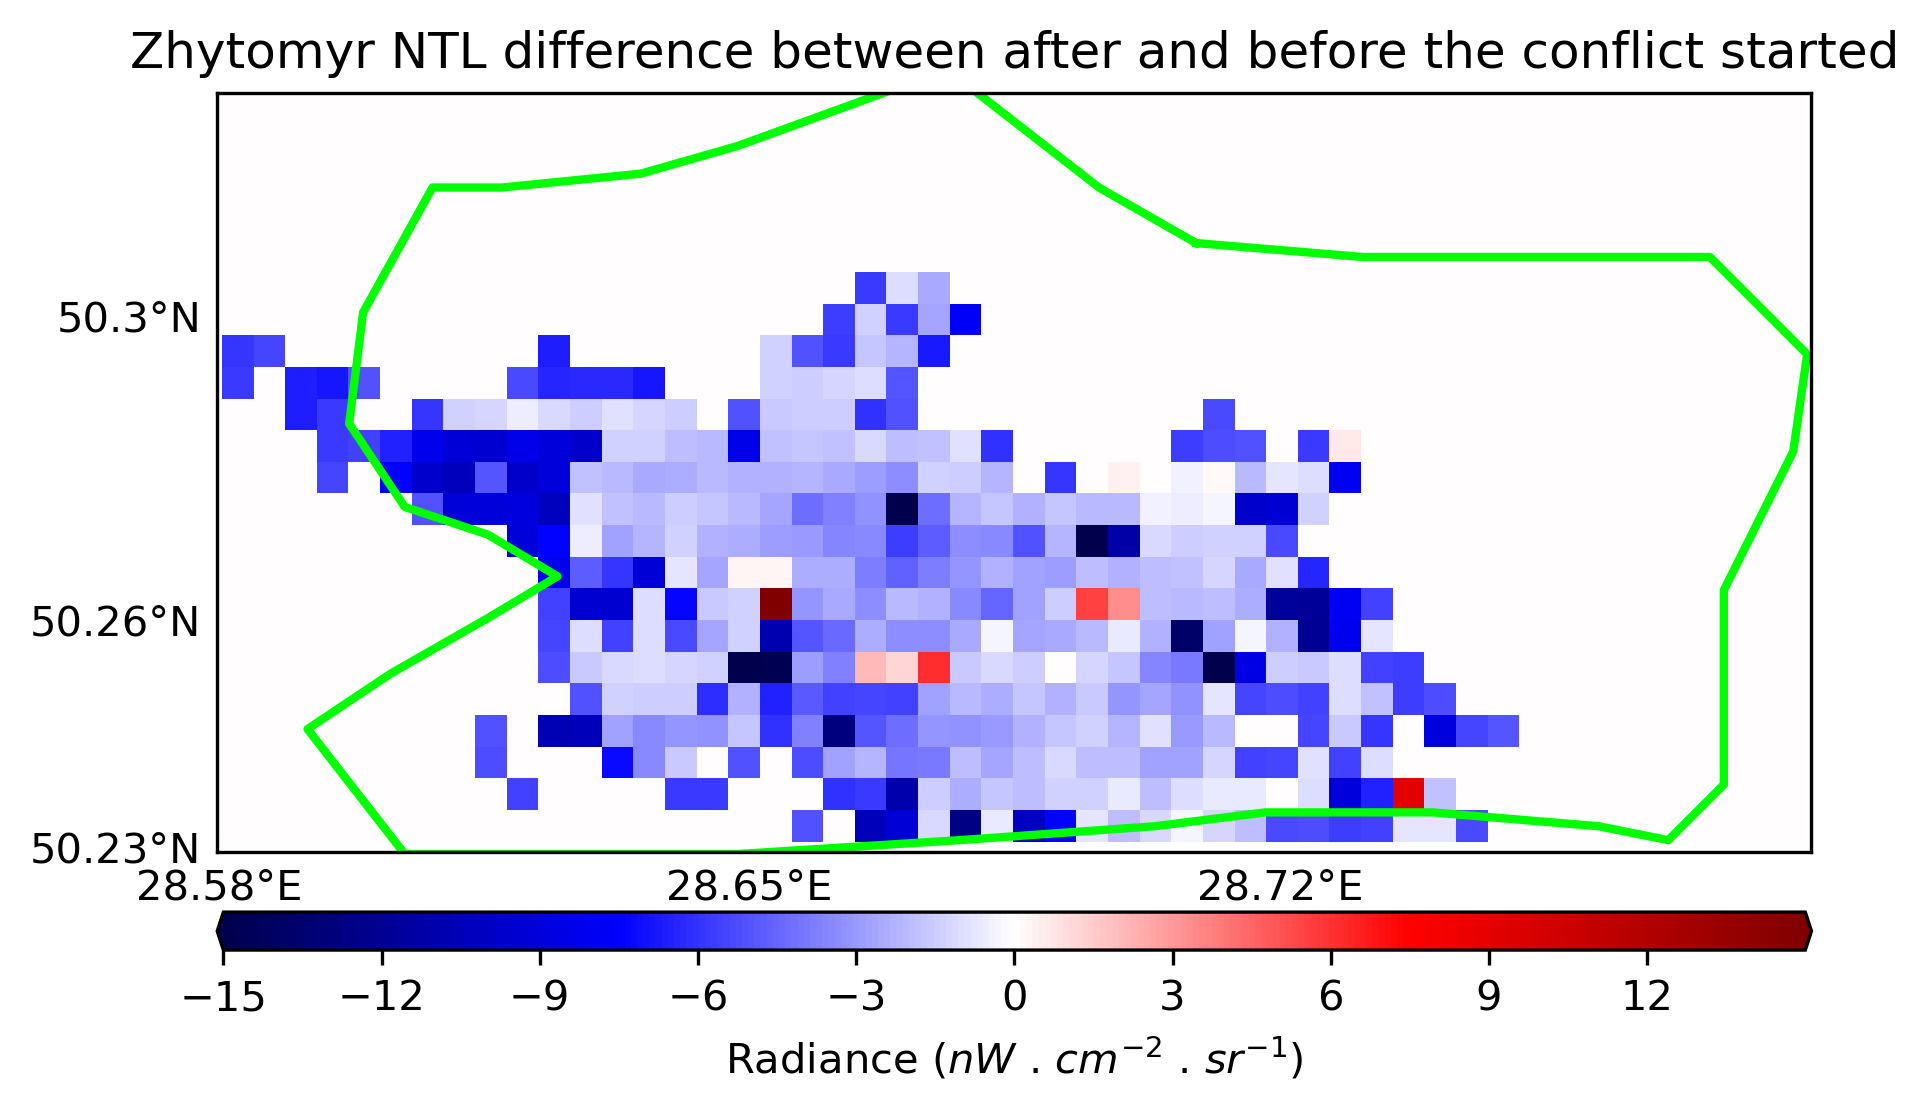 Zhytomyr NTL difference between after and before the conflict started
50.3°N
50.26°N
50.23°N
28.58°E 28.65°E 28.72°E
−15 −12 −9 −6 −3 0 3 6 9 12
Radiance (nW . cm⁻² . sr⁻¹)